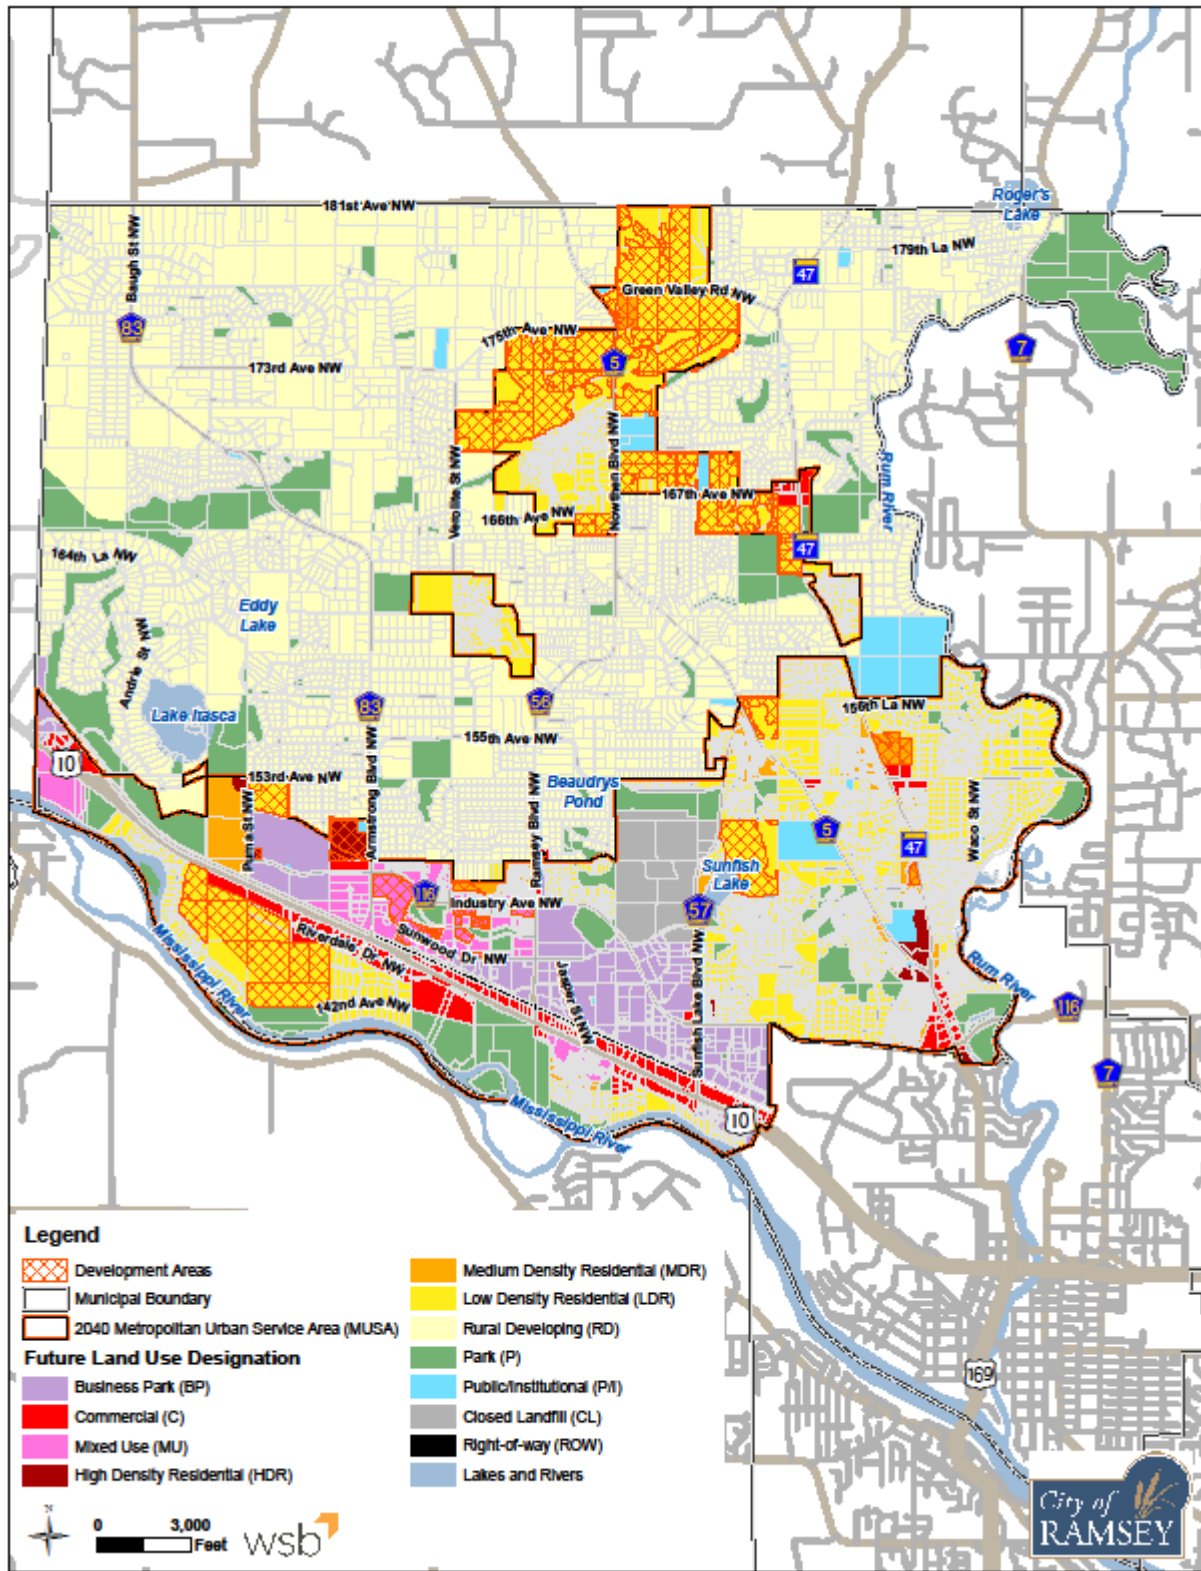 Roger's
Lake
181st Ave NW
179th La NW
Baugh St NW
47
Green Valley Rd NW
83
175th Ave NW
7
5
173rd Ave NW
Nowthen Blvd NW
Variolite St NW
Rum River
167th Ave NW
166th Ave NW
47
164th La NW
Eddy
Lake
Andrie St NW
Lake Itasca
83
56
156th La NW
155th Ave NW
10
153rd Ave NW
Beaudrys
Pond
Puma St NW
Armstrong Blvd NW
Ramsey Blvd NW
Waco St NW
5
47
Sunfish
Lake
116
Industry Ave NW
57
Riverdale Dr NW
Sunwood Dr NW
Mississippi River
Jasper St NW
Sunfish Lake Blvd NW
Rum River
142nd Ave NW
116
7
10
Mississippi River
169
Legend
Development Areas
Municipal Boundary
2040 Metropolitan Urban Service Area (MUSA)
Future Land Use Designation
Business Park (BP)
Commercial (C)
Mixed Use (MU)
High Density Residential (HDR)
Medium Density Residential (MDR)
Low Density Residential (LDR)
Rural Developing (RD)
Park (P)
Public/Institutional (P/I)
Closed Landfill (CL)
Right-of-way (ROW)
Lakes and Rivers
N
0 3,000
Feet
wsb
City of
RAMSEY